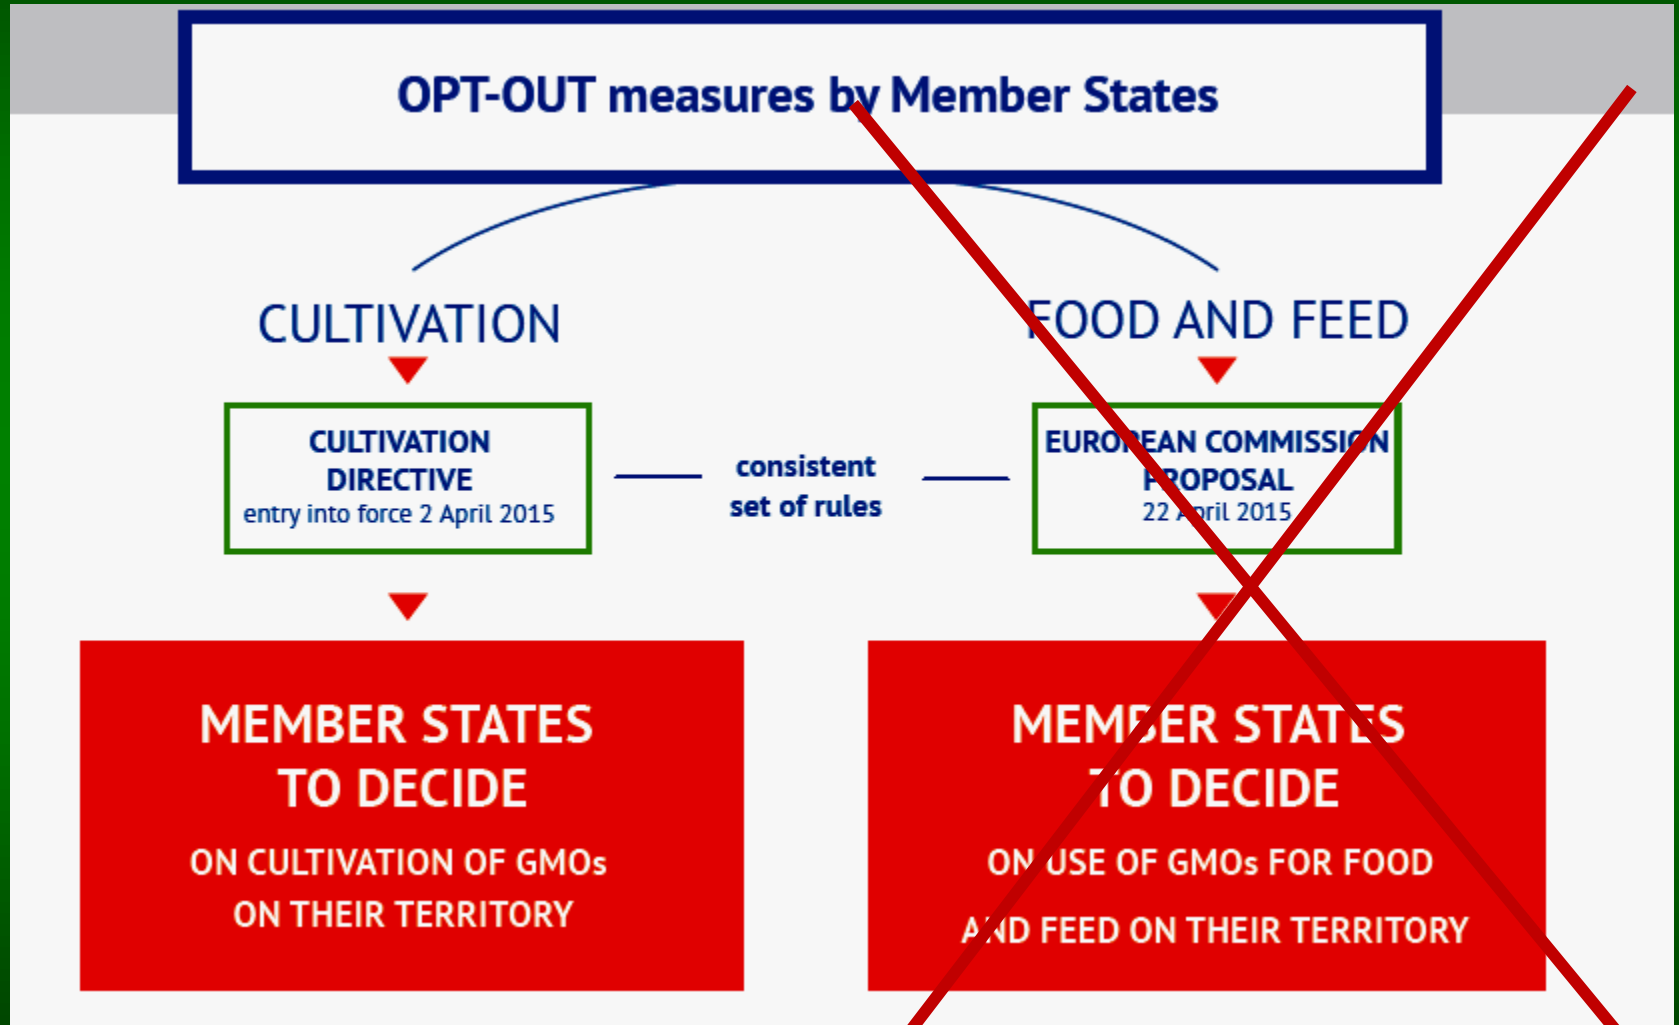 OPT-OUT measures by Member States
CULTIVATION
CULTIVATION
DIRECTIVE
entry into force 2 April 2015
MEMBER STATES
TO DECIDE
ON CULTIVATION OF GMOs
ON THEIR TERRITORY
consistent
set of rules
FOOD AND FEED
EUROPEAN COMMISSION
PROPOSAL
22 April 2015
MEMBER STATES
TO DECIDE
ON USE OF GMOs FOR FOOD
AND FEED ON THEIR TERRITORY